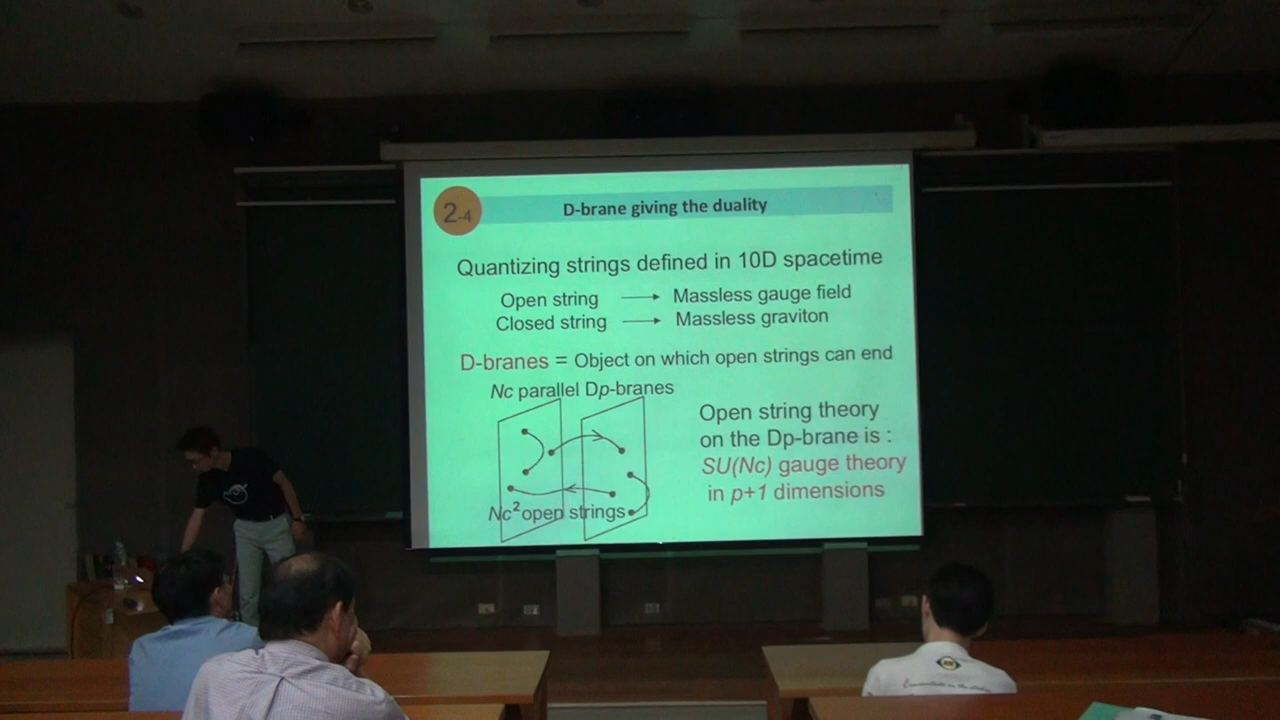 2-4
D-brane giving the duality
Quantizing strings defined in 10D spacetime
Open string → Massless gauge field
Closed string → Massless graviton
D-branes = Object on which open strings can end
Nc parallel Dp-branes
Nc² open strings
Open string theory
on the Dp-brane is :
SU(Nc) gauge theory
in p+1 dimensions